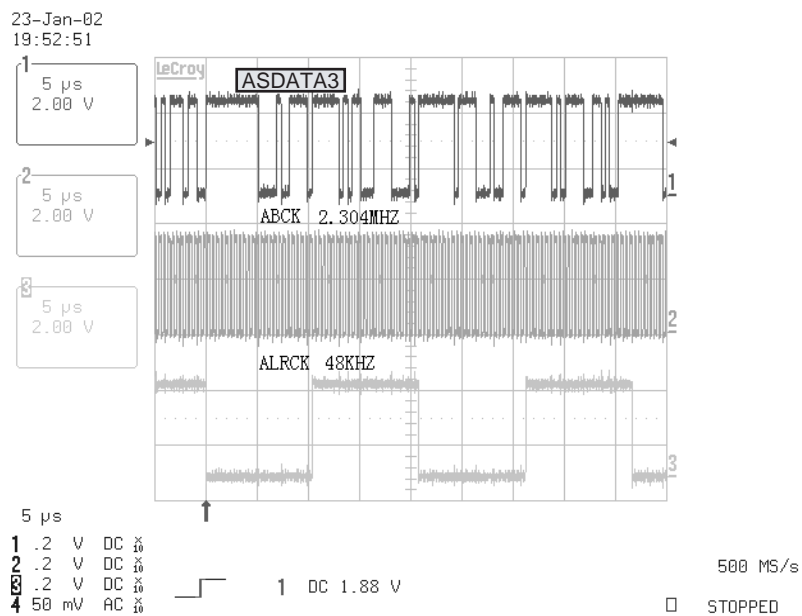 23-Jan-02
19:52:51
LeCroy
1
5 µs
2.00 V
ASDATA3
1
2
5 µs
2.00 V
ABCK 2.304MHZ
2
3
5 µs
2.00 V
ALRCK 48KHZ
3
5 µs
1 .2 V DC X10
2 .2 V DC X10
3 .2 V DC X10
4 50 mV AC X10
1 DC 1.88 V
500 MS/s
STOPPED